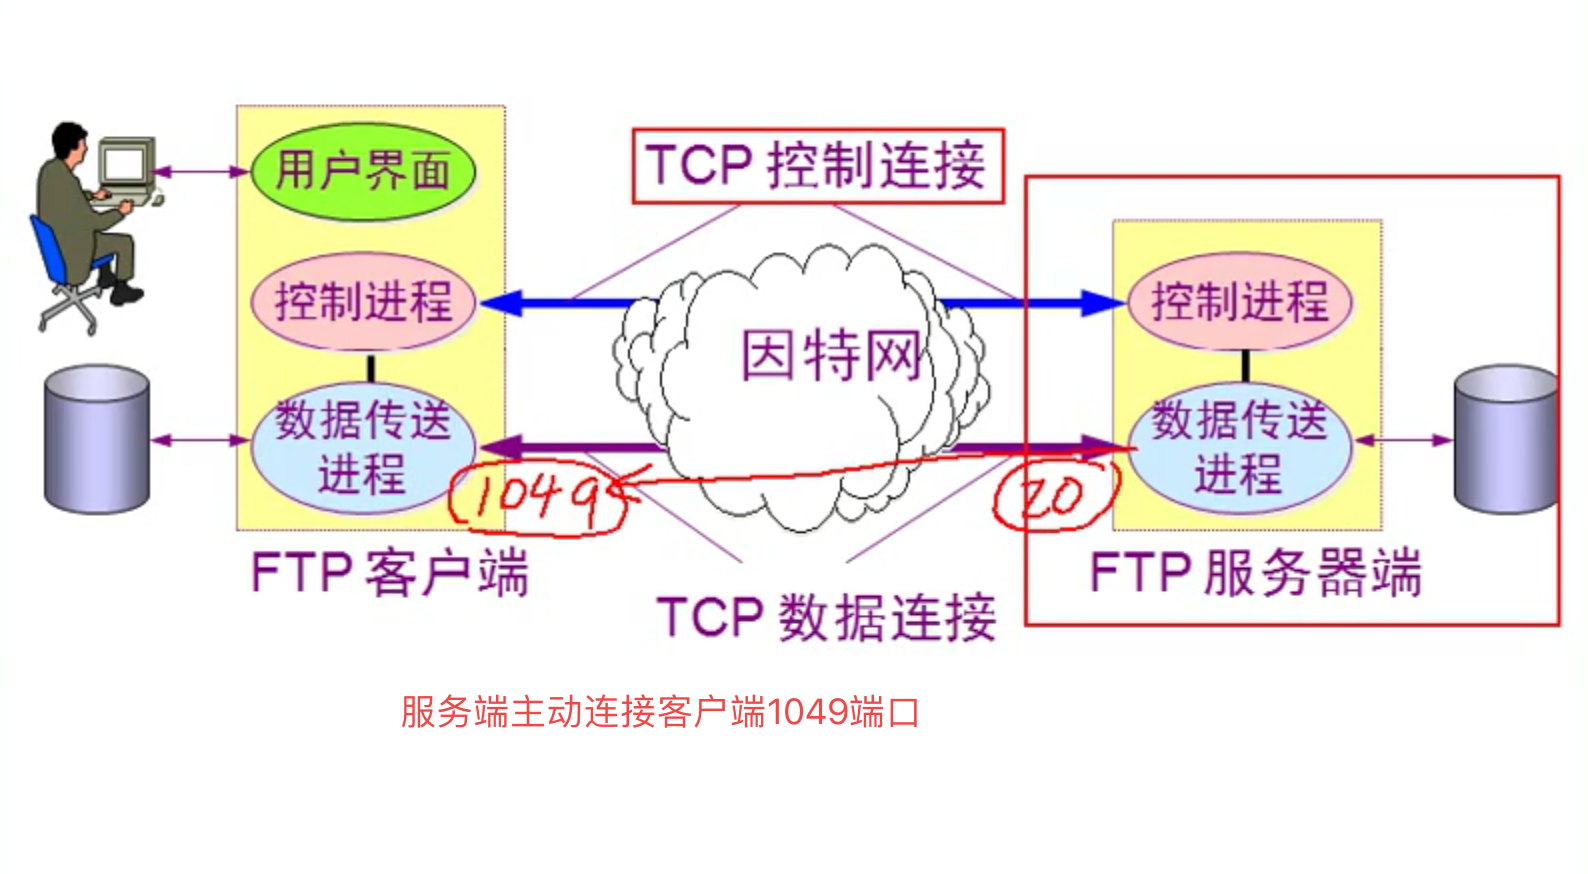 TCP 控制连接
用户界面
控制进程
控制进程
因特网
数据传送
进程
数据传送
进程
1049
20
FTP 客户端
FTP 服务器端
TCP 数据连接
服务端主动连接客户端1049端口